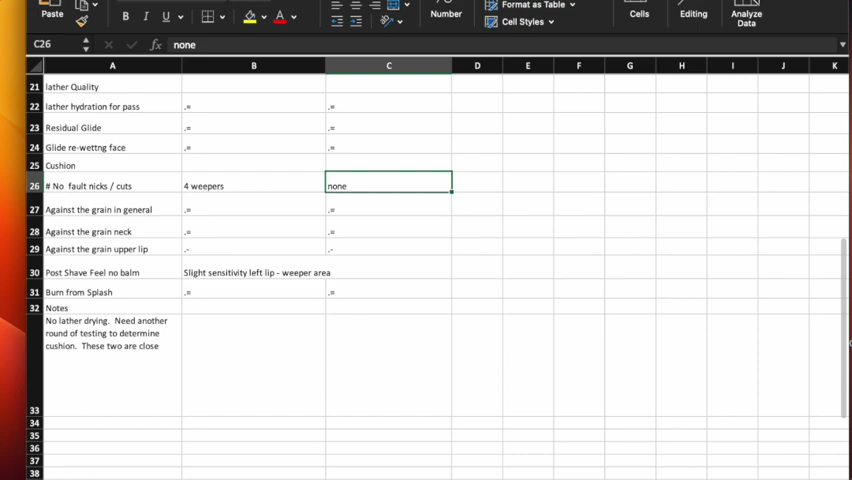 Paste B I U A Number Format as Table Cells Editing Analyze
Cell Styles Data
C26 fx none
A B C D E F G H I J K
21 lather Quality
22 lather hydration for pass .= .=
23 Residual Glide .= .=
24 Glide re-wettng face .= .=
25 Cushion
26 # No fault nicks / cuts 4 weepers none
27 Against the grain in general .= .=
28 Against the grain neck .= .=
29 Against the grain upper lip .- .-
30 Post Shave Feel no balm Slight sensitivity left lip - weeper area
31 Burn from Splash .= .=
32 Notes
No lather drying. Need another
round of testing to determine
cushion. These two are close
33
34
35
36
37
38